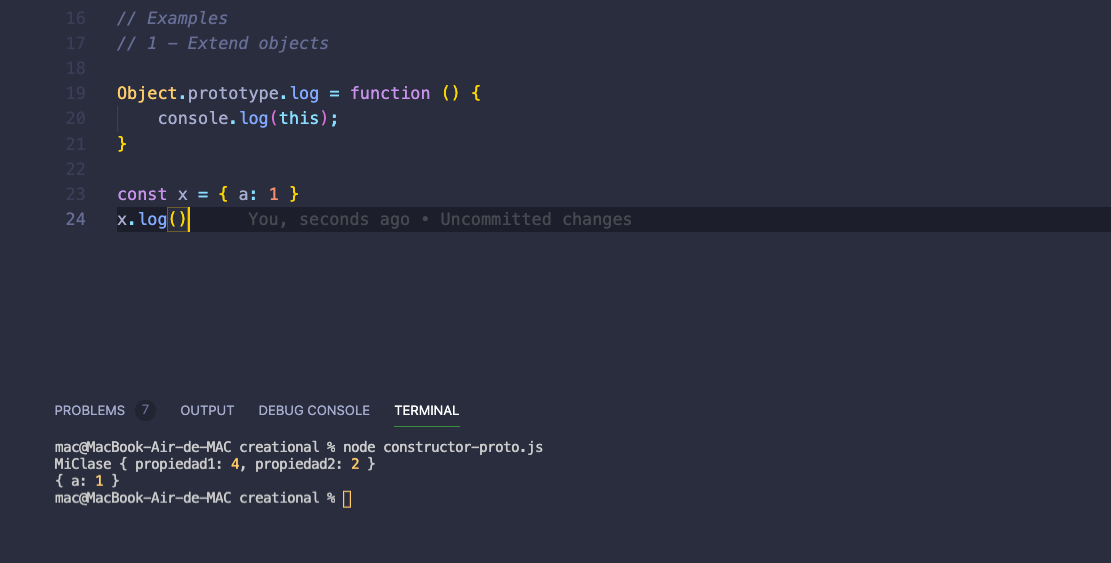 16 // Examples
17 // 1 - Extend objects
18
19 Object.prototype.log = function () {
20     console.log(this);
21 }
22
23 const x = { a: 1 }
24 x.log() You, seconds ago • Uncommitted changes
PROBLEMS 7 OUTPUT DEBUG CONSOLE TERMINAL
mac@MacBook-Air-de-MAC creational % node constructor-proto.js
MiClase { propiedad1: 4, propiedad2: 2 }
{ a: 1 }
mac@MacBook-Air-de-MAC creational %